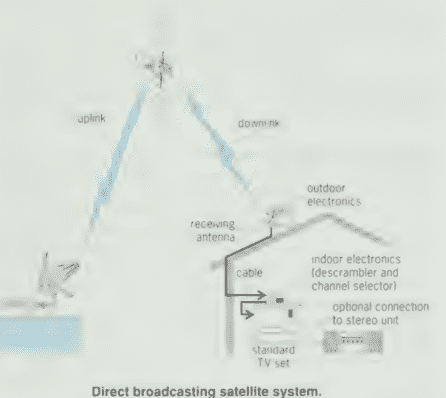 uplink
downlink
outdoor
electronics
receiving
antenna
cable
indoor electronics
(descrambler and
channel selector)
optional connection
to stereo unit
standard
TV set
Direct broadcasting satellite system.